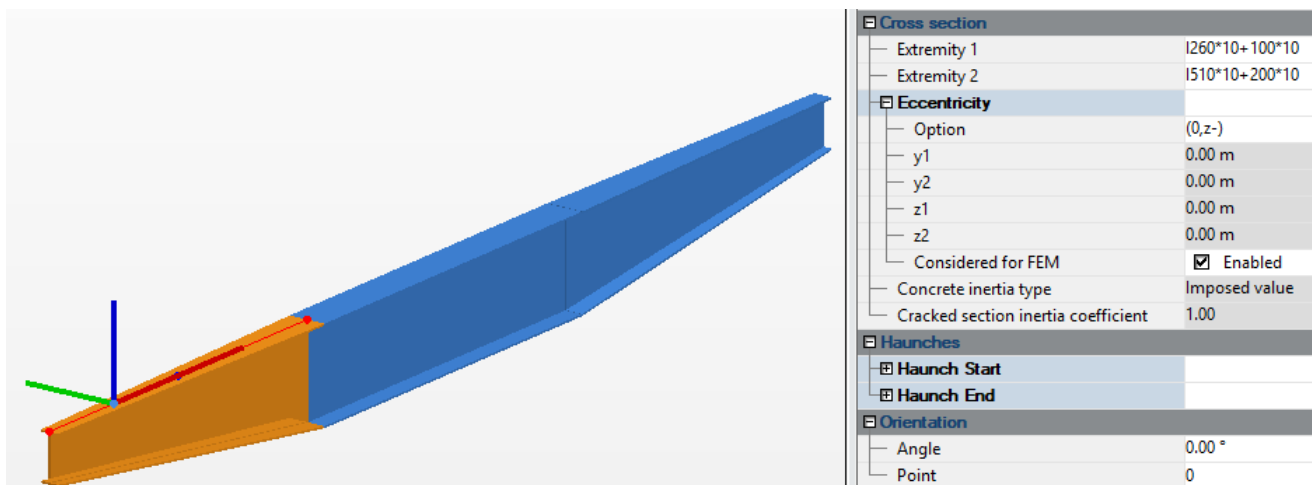 Cross section
Extremity 1 I260*10+100*10
Extremity 2 I510*10+200*10
Eccentricity
Option (0,z-)
y1 0.00 m
y2 0.00 m
z1 0.00 m
z2 0.00 m
Considered for FEM Enabled
Concrete inertia type Imposed value
Cracked section inertia coefficient 1.00
Haunches
Haunch Start
Haunch End
Orientation
Angle 0.00 °
Point 0